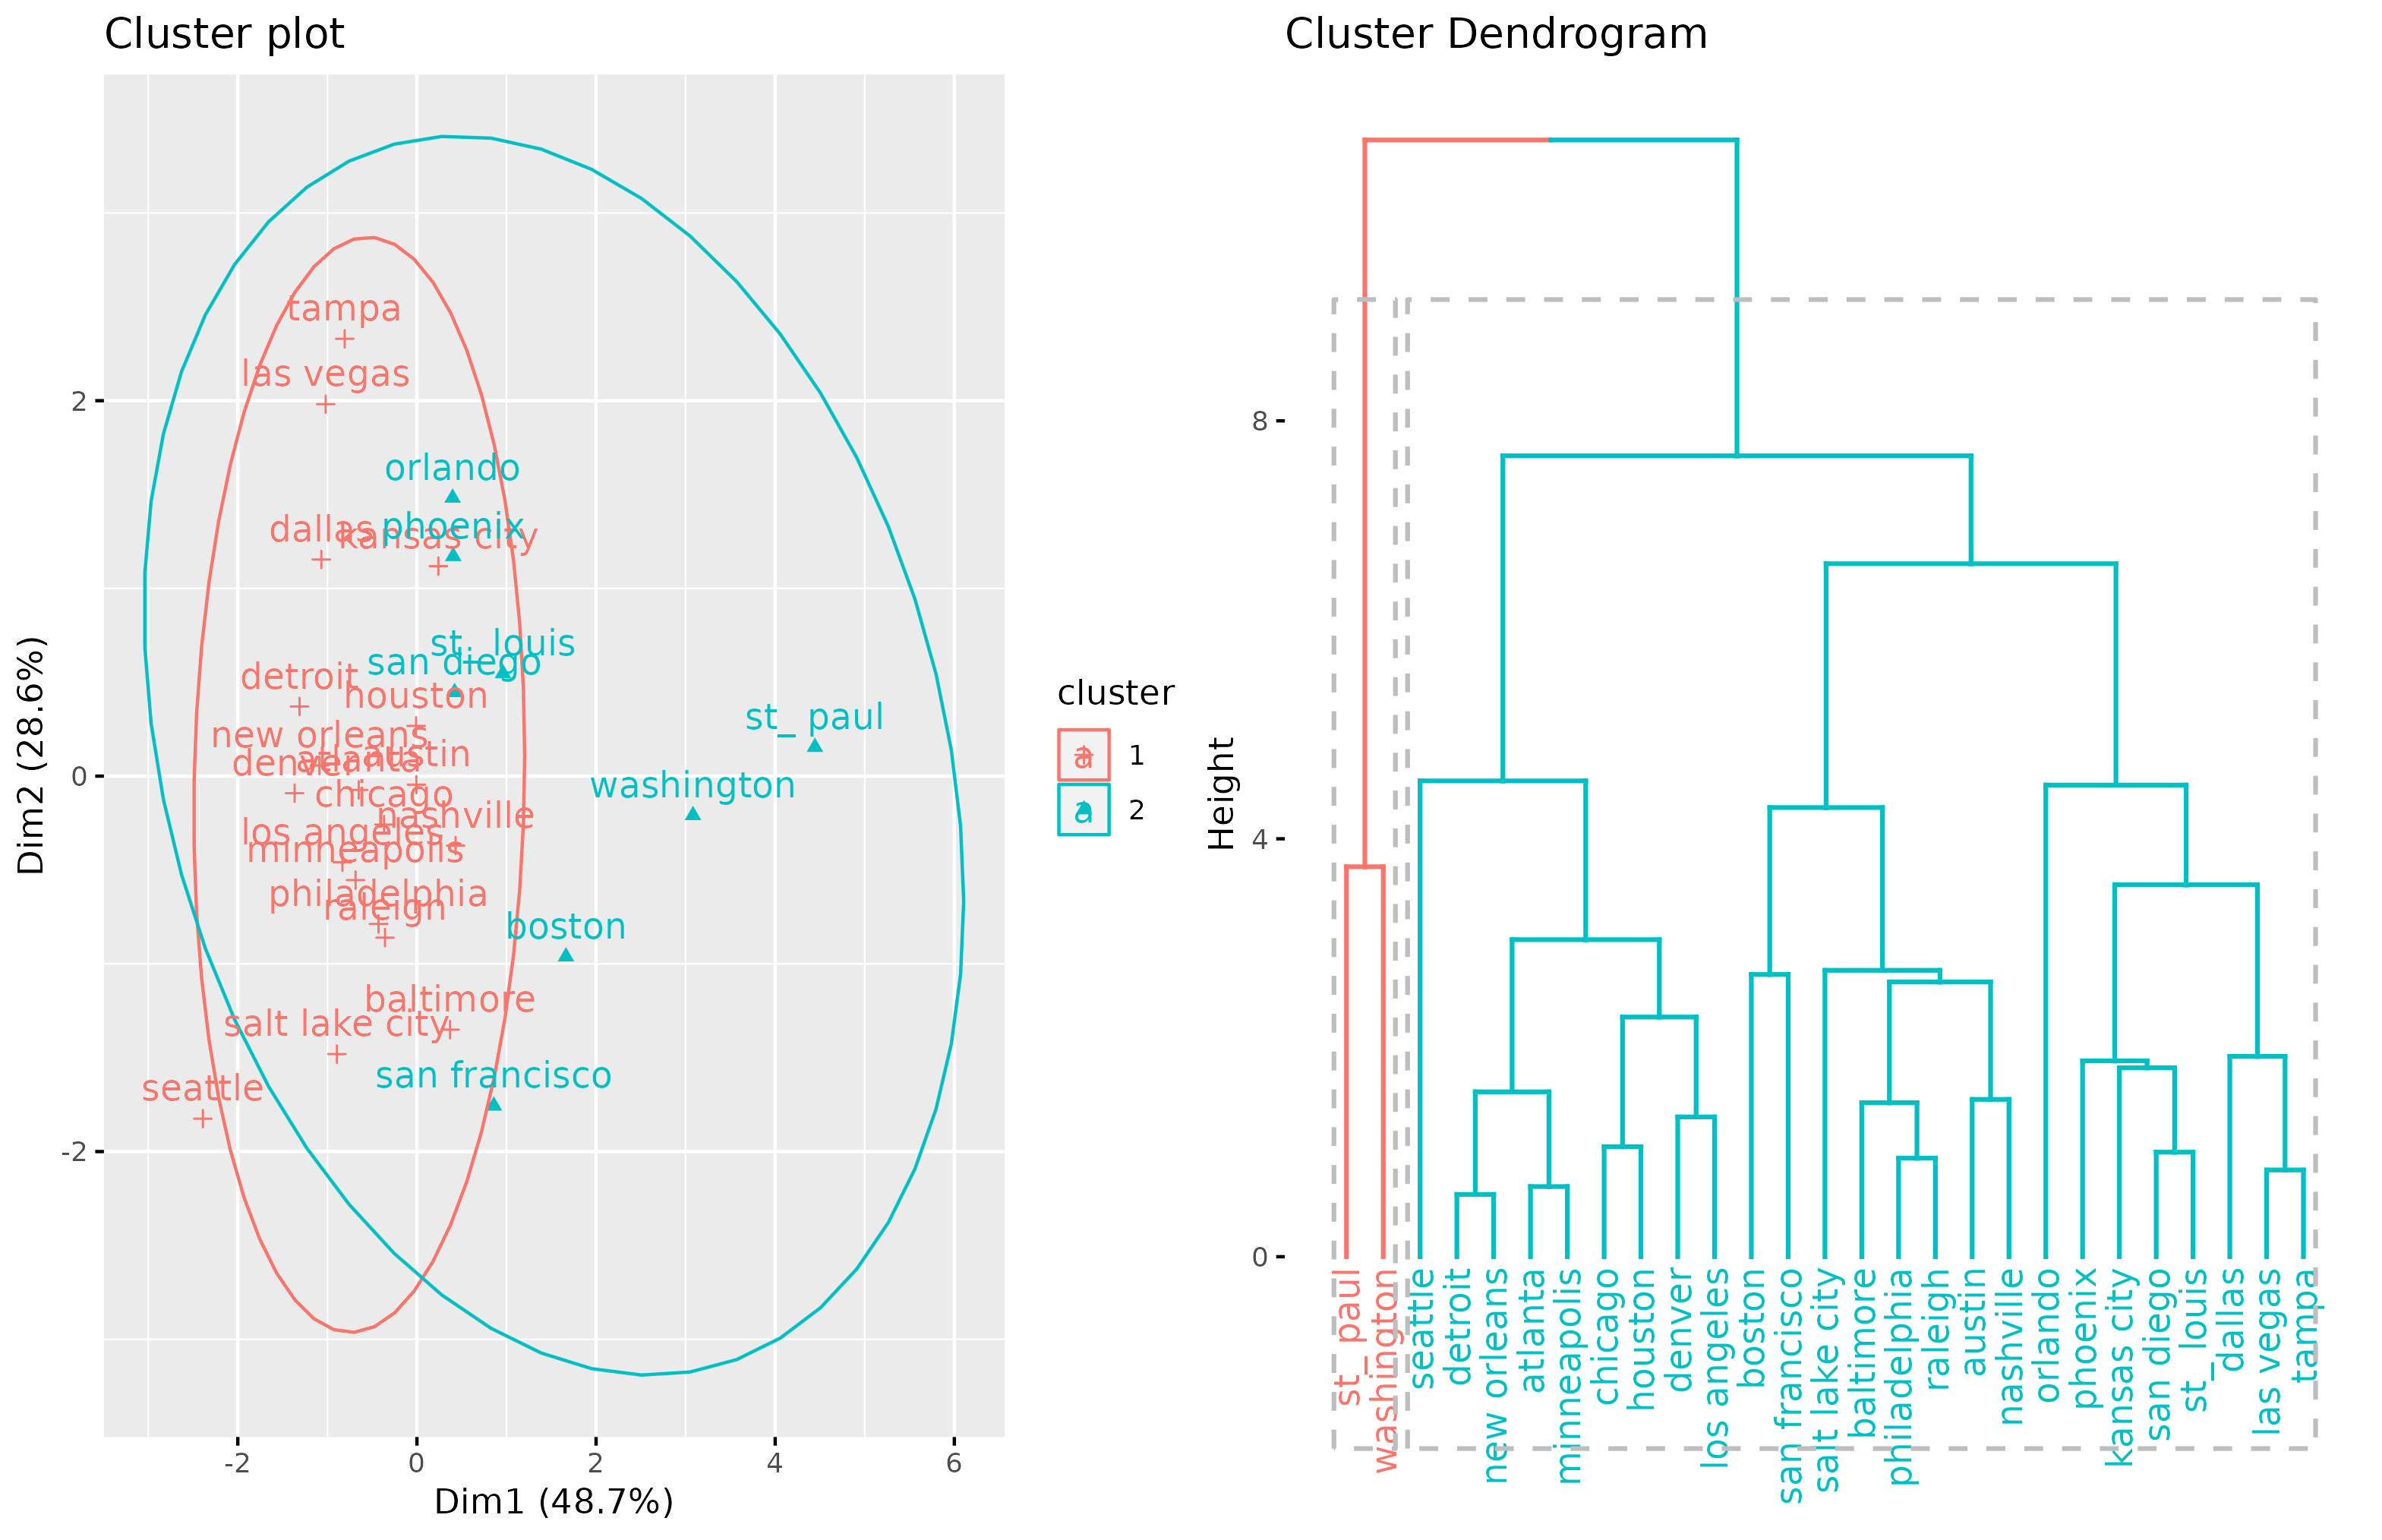 Cluster plot
tampa
las vegas
orlando
dallas
phoenix
kansas city
st_ louis
san diego
detroit
houston
new orleans
austin
denver
atlanta
chicago
nashville
los angeles
minneapolis
philadelphia
raleigh
st_ paul
washington
boston
baltimore
salt lake city
san francisco
seattle
2
0
-2
-2
0
2
4
6
Dim1 (48.7%)
Dim2 (28.6%)
cluster
a 1
a 2
Cluster Dendrogram
Height
8
4
0
st_ paul
washington
seattle
detroit
new orleans
atlanta
minneapolis
chicago
houston
denver
los angeles
boston
san francisco
salt lake city
baltimore
philadelphia
raleigh
austin
nashville
orlando
phoenix
kansas city
san diego
st_ louis
dallas
las vegas
tampa